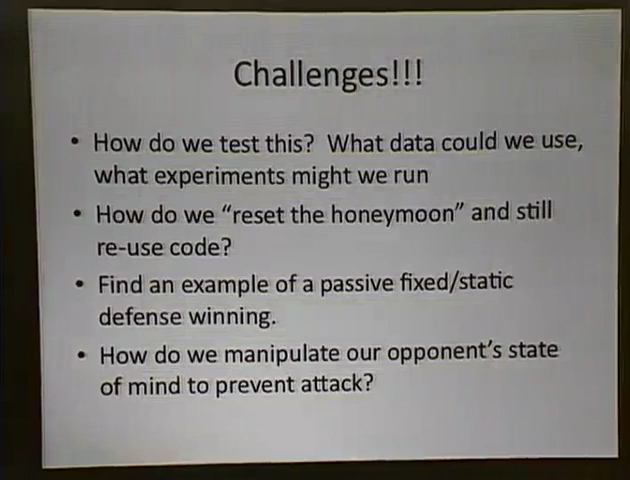 Challenges!!!
• How do we test this? What data could we use,
what experiments might we run
• How do we “reset the honeymoon” and still
re-use code?
• Find an example of a passive fixed/static
defense winning.
• How do we manipulate our opponent’s state
of mind to prevent attack?